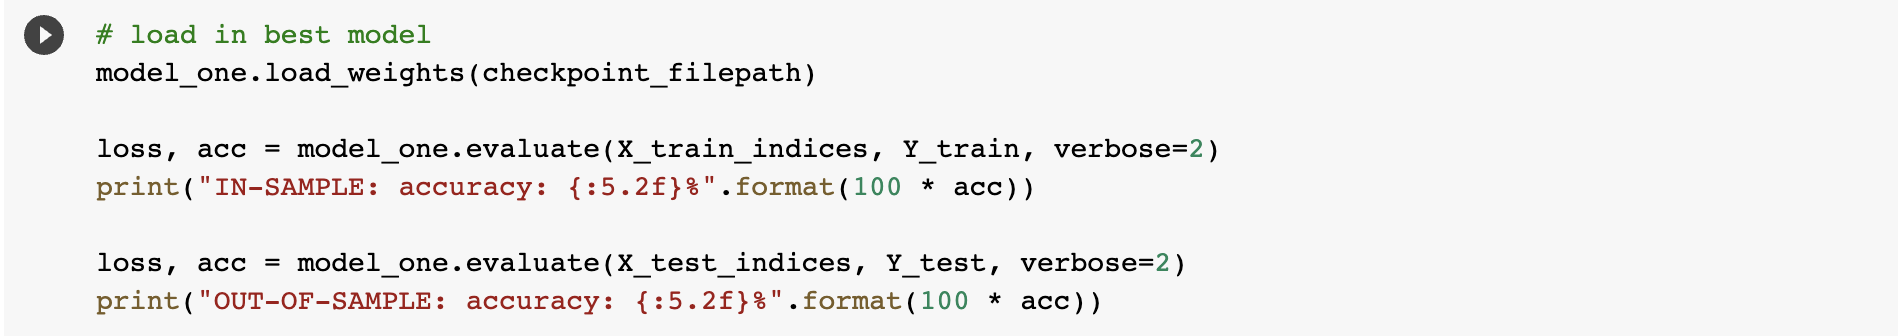 # load in best model
model_one.load_weights(checkpoint_filepath)
loss, acc = model_one.evaluate(X_train_indices, Y_train, verbose=2)
print("IN-SAMPLE: accuracy: {:5.2f}%".format(100 * acc))
loss, acc = model_one.evaluate(X_test_indices, Y_test, verbose=2)
print("OUT-OF-SAMPLE: accuracy: {:5.2f}%".format(100 * acc))